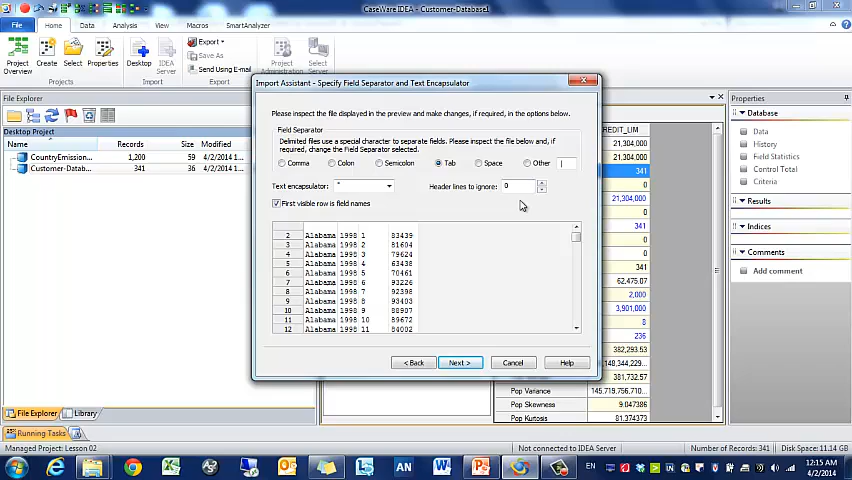 CaseWare IDEA - Customer-Database1
File Home Data Analysis View Macros SmartAnalyzer
Project Overview
Create
Select
Properties
Projects
Desktop
IDEA Server
Import
Export
Save As
Send Using E-mail
Export
Project Administration
Select Server
File Explorer
Desktop Project
Name Records Size Modified
CountryEmission... 1,200 59 4/2/2014 1...
Customer-Datab... 341 36 4/2/2014 1...
Import Assistant - Specify Field Separator and Text Encapsulator
Please inspect the file displayed in the preview and make changes, if required, in the options below.
Field Separator
Delimited files use a special character to separate fields. Please inspect the file below and, if
required, change the Field Separator selected.
Comma Colon Semicolon Tab Space Other |
Text encapsulator: " Header lines to ignore: 0
First visible row is field names
2 Alabama 1998 1 83439
3 Alabama 1998 2 81604
4 Alabama 1998 3 79624
5 Alabama 1998 4 63438
6 Alabama 1998 5 70461
7 Alabama 1998 6 93226
8 Alabama 1998 7 92398
9 Alabama 1998 8 93403
10 Alabama 1998 9 88907
11 Alabama 1998 10 89672
12 Alabama 1998 11 84002
< Back Next > Cancel Help
CREDIT_LIM
21,304,000
21,304,000
341
0
21,304,000
341
0
0
341
62,475.07
2,000
3,901,000
8
236
382,293.53
148,344,229...
381,732.57
Pop Variance 145,719,756,710...
Pop Skewness 9.047386
Pop Kutosis 81.374373
Properties
Database
Data
History
Field Statistics
Control Total
Criteria
Results
Indices
Comments
Add comment
File Explorer Library
Running Tasks
Managed Project: Lesson 02 Not connected to IDEA Server Number of Records: 341 Disk Space: 11.14 GB
EN
12:15 AM
4/2/2014